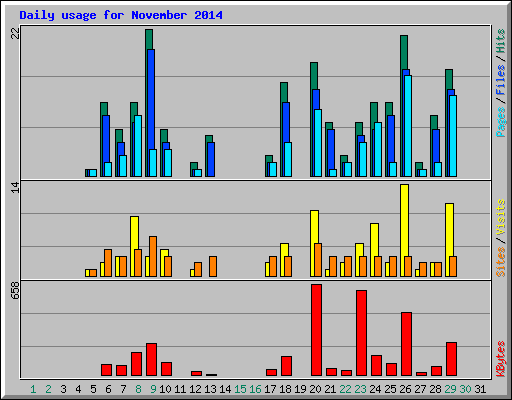 Daily usage for November 2014
22
14
658
Pages / Files / Hits
Sites / Visits
KBytes
1 2 3 4 5 6 7 8 9 10 11 12 13 14 15 16 17 18 19 20 21 22 23 24 25 26 27 28 29 30 31